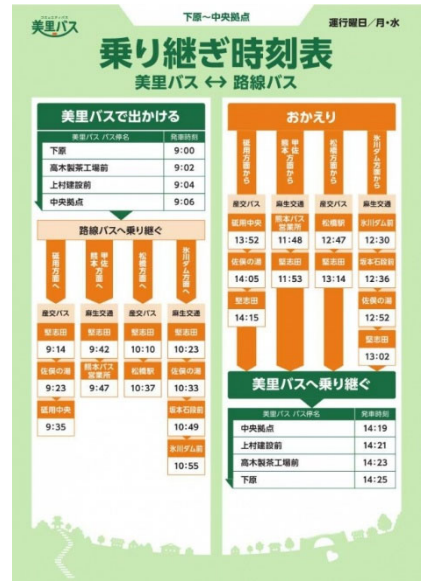 コミュニティバス
美里バス
下原～中央拠点
運行曜日／月・水
乗り継ぎ時刻表
美里バス ↔ 路線バス
美里バスで出かける
美里バス バス停名 発車時刻
下原 9:00
高木製茶工場前 9:02
上村建設前 9:04
中央拠点 9:06
路線バスへ乗り継ぐ
砥用方面へ
甲佐・熊本方面へ
松橋方面へ
氷川ダム方面へ
産交バス 麻生交通 産交バス 麻生交通
堅志田 堅志田 堅志田 堅志田
9:14 9:42 10:10 10:23
佐俣の湯 熊本バス営業所 松橋駅 佐俣の湯
9:23 9:47 10:37 10:33
砥用中央 坂本石段前
9:35 10:49
氷川ダム前
10:55
おかえり
砥用方面から
甲佐・熊本方面から
松橋方面から
氷川ダム方面から
産交バス 麻生交通 産交バス 麻生交通
砥用中央 熊本バス営業所 松橋駅 氷川ダム前
13:52 11:48 12:47 12:30
佐俣の湯 堅志田 堅志田 坂本石段前
14:05 11:53 13:14 12:36
堅志田 佐俣の湯
14:15 12:52
堅志田
13:02
美里バスへ乗り継ぐ
美里バス バス停名 発車時刻
中央拠点 14:19
上村建設前 14:21
高木製茶工場前 14:23
下原 14:25